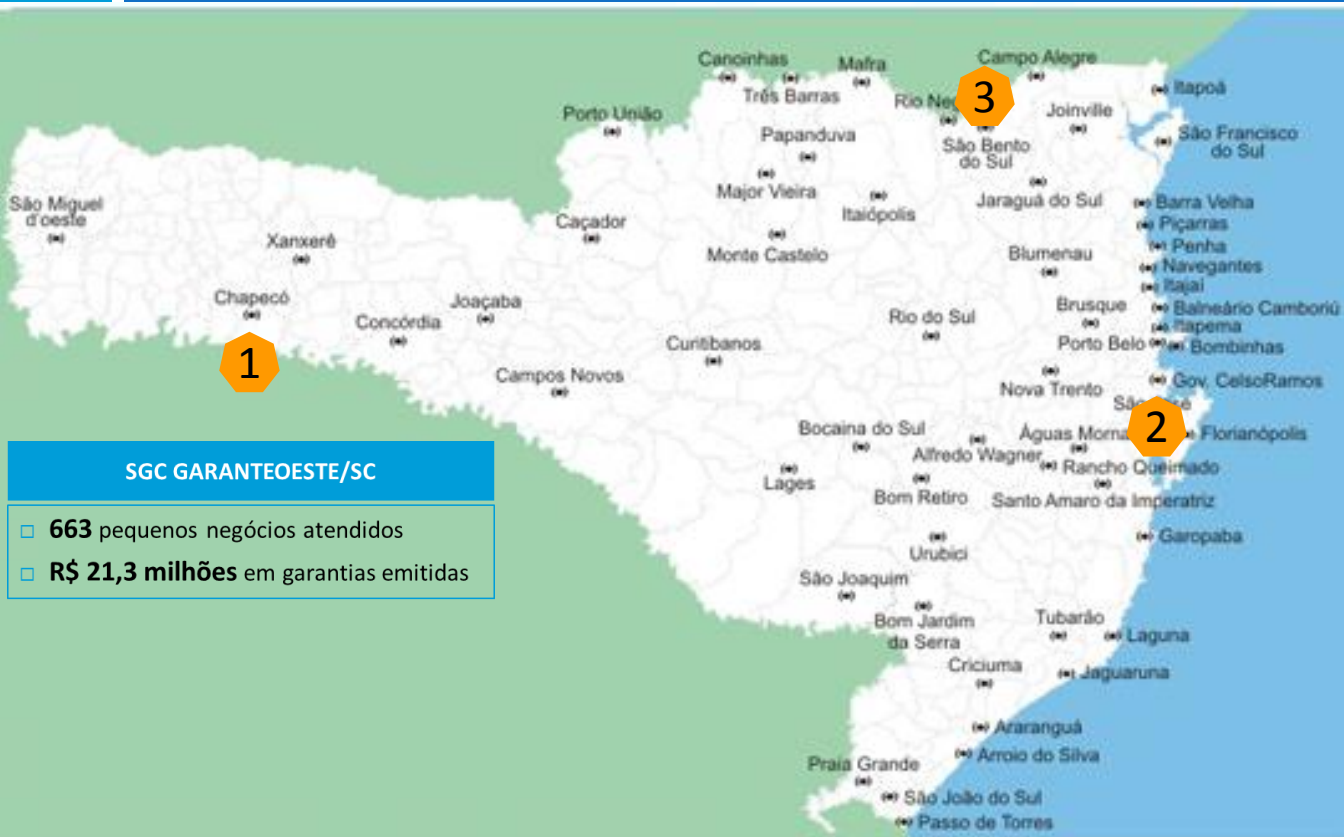 Canoinhas
Mafra
Campo Alegre
Três Barras
Itapoá
Rio Neg
3
Porto União
Joinville
Papanduva
São Francisco
do Sul
São Bento
do Sul
Major Vieira
Itaiópolis
Jaraguá do Sul
Barra Velha
São Miguel
d'oeste
Caçador
Piçarras
Xanxerê
Monte Castelo
Blumenau
Penha
Navegantes
Itajaí
Chapecó
Joaçaba
Concórdia
Rio do Sul
Brusque
Balneário Camboriú
Itapema
Curitibanos
Porto Belo
Bombinhas
1
Campos Novos
Nova Trento
Gov. CelsoRamos
2
Bocaina do Sul
Águas Morna
Florianópolis
Alfredo Wagner
Rancho Queimado
Lages
Bom Retiro
Santo Amaro da Imperatriz
Garopaba
Urubici
São Joaquim
Bom Jardim
da Serra
Tubarão
Laguna
Criciuma
Jaguaruna
Araranguá
Arroio do Silva
Praia Grande
São João do Sul
Passo de Torres
SGC GARANTEOESTE/SC
663 pequenos negócios atendidos
R$ 21,3 milhões em garantias emitidas